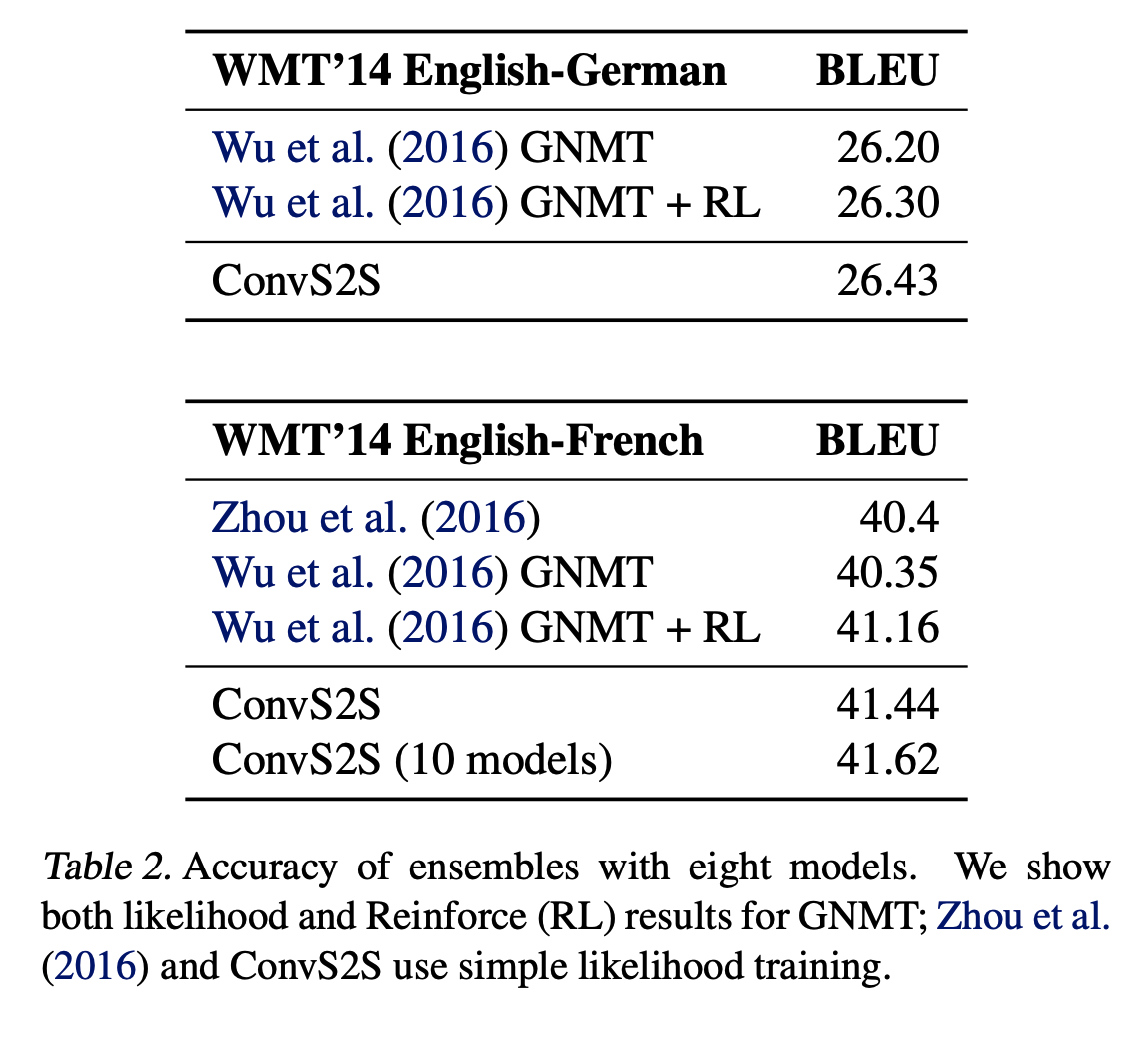 WMT’14 English-German BLEU
Wu et al. (2016) GNMT 26.20
Wu et al. (2016) GNMT + RL 26.30
ConvS2S 26.43
WMT’14 English-French BLEU
Zhou et al. (2016) 40.4
Wu et al. (2016) GNMT 40.35
Wu et al. (2016) GNMT + RL 41.16
ConvS2S 41.44
ConvS2S (10 models) 41.62
Table 2. Accuracy of ensembles with eight models. We show
both likelihood and Reinforce (RL) results for GNMT; Zhou et al.
(2016) and ConvS2S use simple likelihood training.